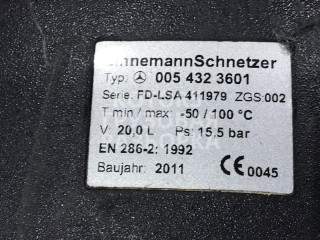 LinnemannSchnetzer
Typ: 005 432 3601
Serie: FD-LSA 411979 ZGS:002
T min / max -50 / 100 °C
V: 20,0 L Ps: 15,5 bar
EN 286-2: 1992
Baujahr: 2011 CE 0045